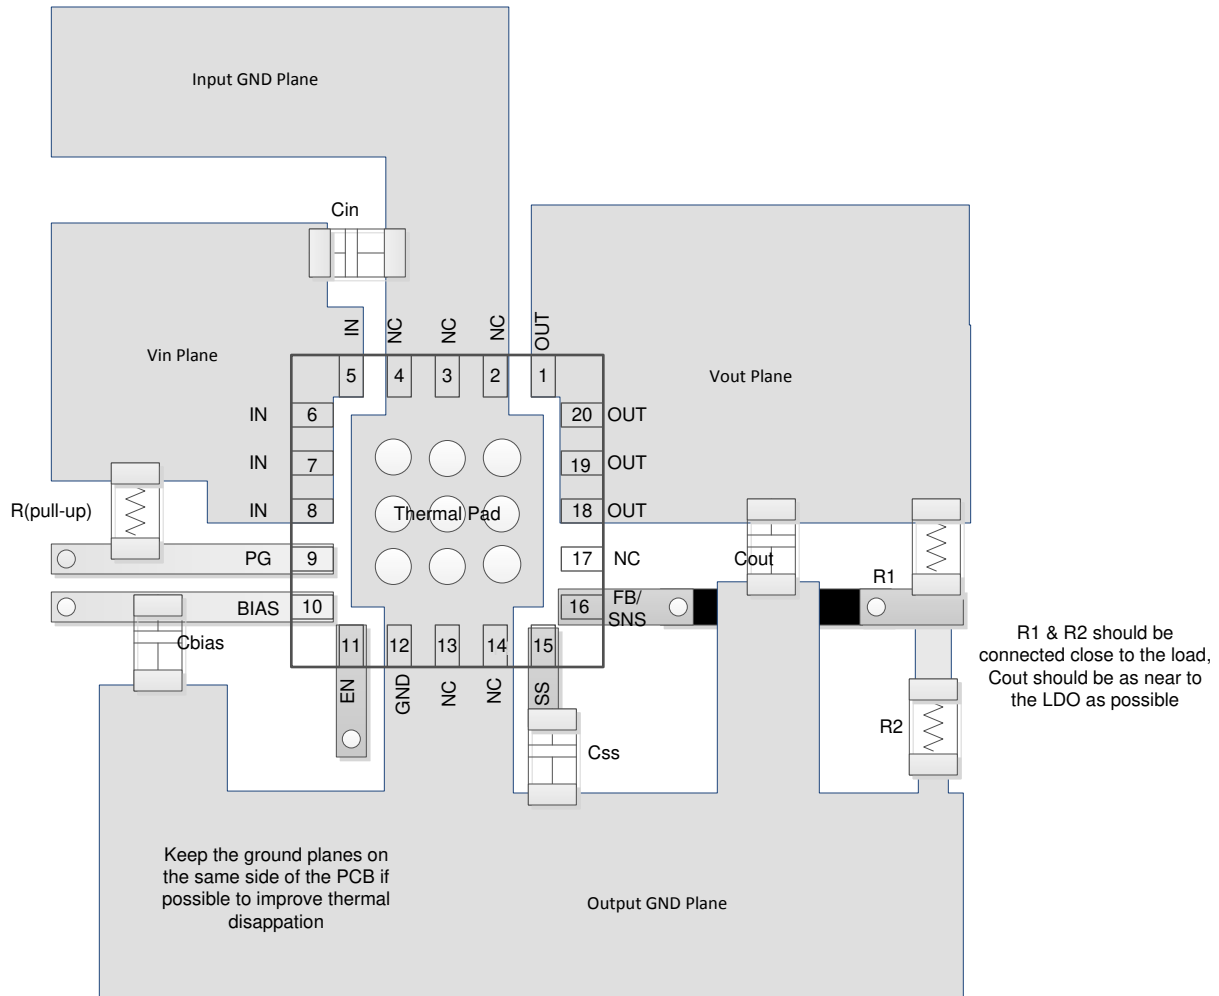 Input GND Plane
Cin
IN
NC
NC
NC
OUT
Vin Plane
Vout Plane
5
4
3
2
1
IN
6
20
OUT
IN
7
19
OUT
R(pull-up)
IN
8
Thermal Pad
18
OUT
PG
9
17
NC
Cout
R1
BIAS
10
16
FB/
SNS
Cbias
11
12
13
14
15
EN
GND
NC
NC
SS
R1 & R2 should be
connected close to the load,
Cout should be as near to
the LDO as possible
R2
Css
Keep the ground planes on
the same side of the PCB if
possible to improve thermal
disappation
Output GND Plane